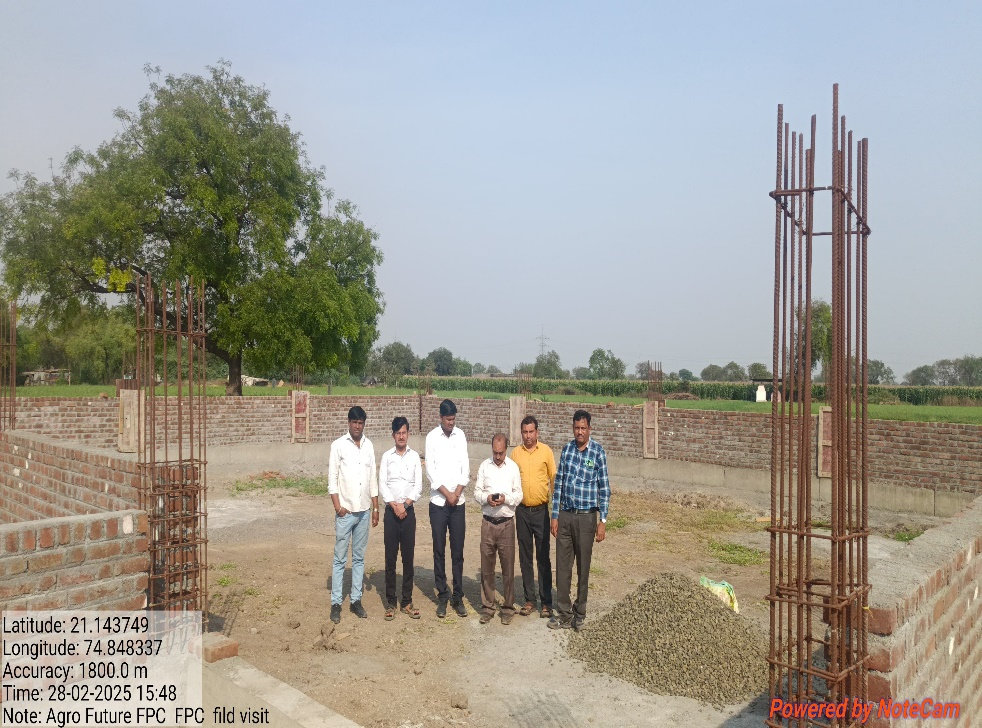 Latitude: 21.143749
Longitude: 74.848337
Accuracy: 1800.0 m
Time: 28-02-2025 15:48
Note: Agro Future FPC FPC fild visit
Powered by NoteCam